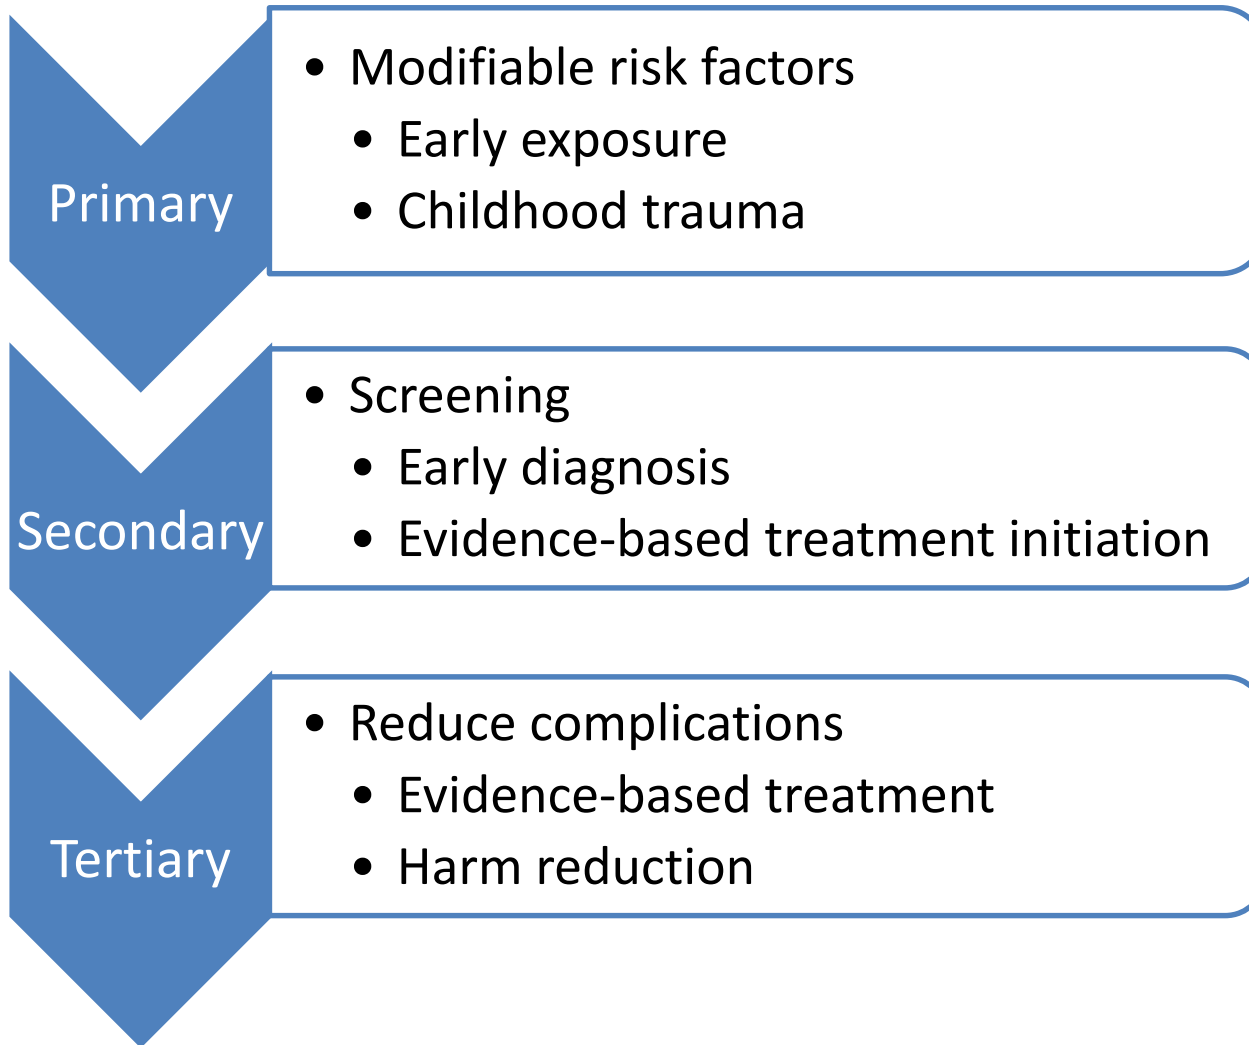 Primary
• Modifiable risk factors
• Early exposure
• Childhood trauma
Secondary
• Screening
• Early diagnosis
• Evidence-based treatment initiation
Tertiary
• Reduce complications
• Evidence-based treatment
• Harm reduction